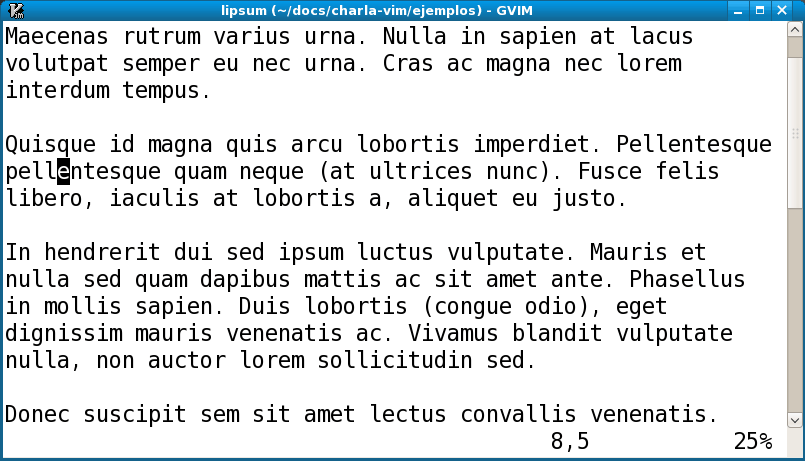 lipsum (~/docs/charla-vim/ejemplos) - GVIM
Maecenas rutrum varius urna. Nulla in sapien at lacus
volutpat semper eu nec urna. Cras ac magna nec lorem
interdum tempus.
Quisque id magna quis arcu lobortis imperdiet. Pellentesque
pellentesque quam neque (at ultrices nunc). Fusce felis
libero, iaculis at lobortis a, aliquet eu justo.
In hendrerit dui sed ipsum luctus vulputate. Mauris et
nulla sed quam dapibus mattis ac sit amet ante. Phasellus
in mollis sapien. Duis lobortis (congue odio), eget
dignissim mauris venenatis ac. Vivamus blandit vulputate
nulla, non auctor lorem sollicitudin sed.
Donec suscipit sem sit amet lectus convallis venenatis.
8,5 25%